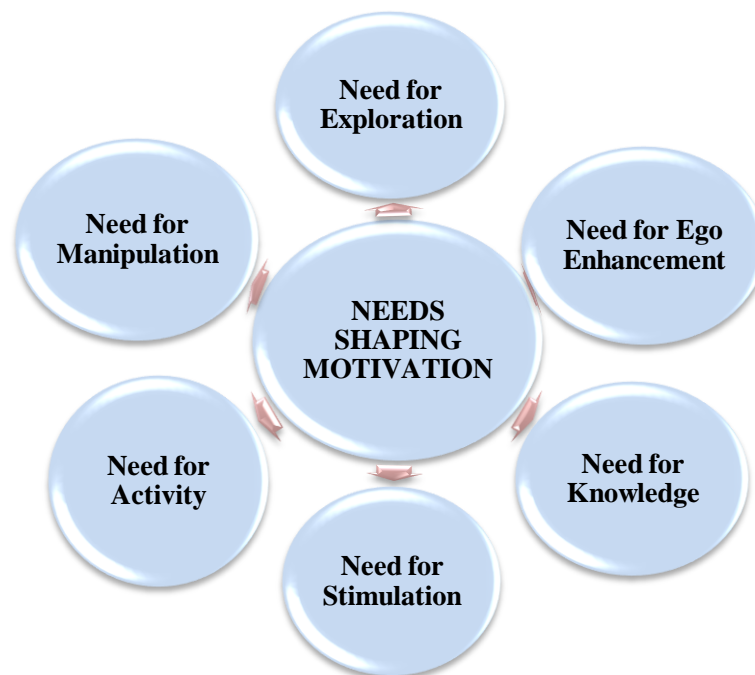 Need for
Exploration
Need for Ego
Enhancement
Need for
Knowledge
Need for
Stimulation
Need for
Activity
Need for
Manipulation
NEEDS
SHAPING
MOTIVATION